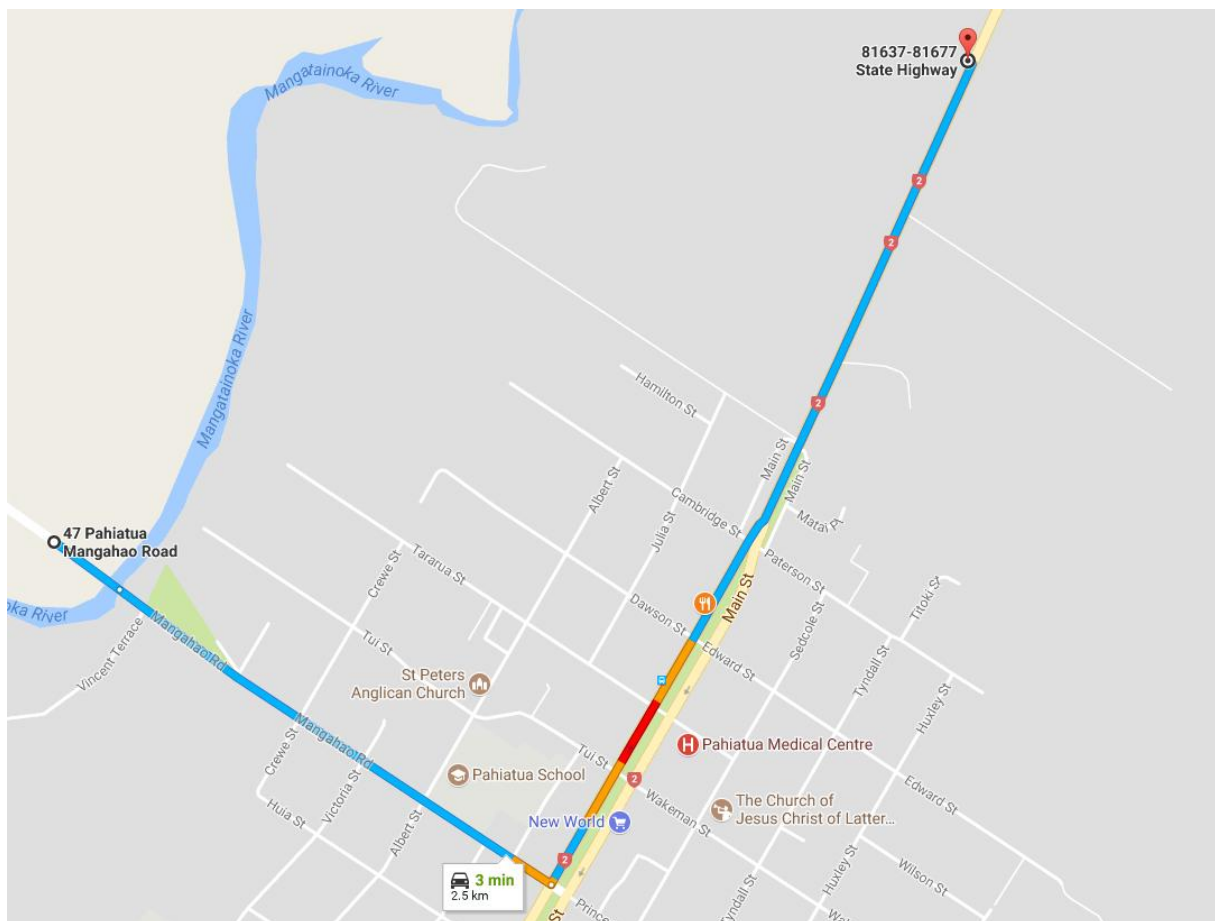 81637-81677
State Highway
Mangatainoka River
2
2
Mangatainoka River
2
Hamilton St
Main St
Main St
Albert St
Cambridge St
Julia St
Matai Pl
47 Pahiatua
Mangahao Road
Crewe St
Tararua St
Paterson St
Main St
Titoki St
oka River
Mangahao Rd
Vincent Terrace
Tui St
Dawson St
Edward St
Sedcole St
Tyndall St
Huxley St
St Peters
Anglican Church
Mangahao Rd
Crewe St
Pahiatua Medical Centre
Tui St
2
Pahiatua School
Victoria St
Huia St
Albert St
Wakeman St
Edward St
The Church of
Jesus Christ of Latter...
New World
2
Huxley St
Wilson St
3 min
2.5 km
Tyndall St
Princ
St